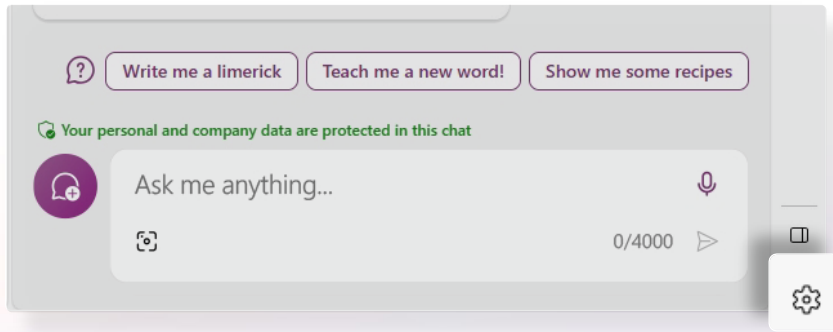 Write me a limerick
Teach me a new word!
Show me some recipes
Your personal and company data are protected in this chat
Ask me anything...
0/4000